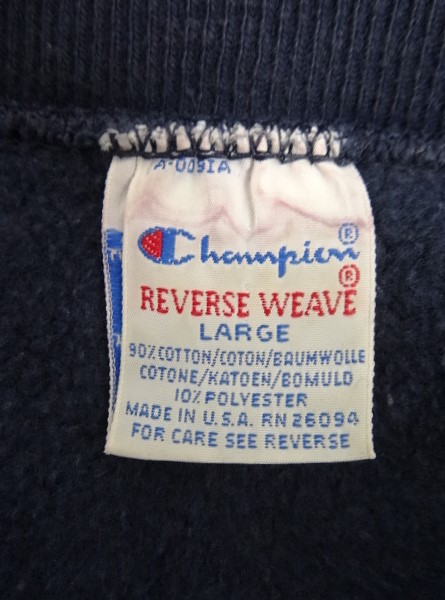 A-0091A
Champion®
REVERSE WEAVE®
LARGE
90% COTTON/COTON/BAUMWOLLE
COTONE/KATOEN/BOMULD
10% POLYESTER
MADE IN U.S.A. RN 26094
FOR CARE SEE REVERSE